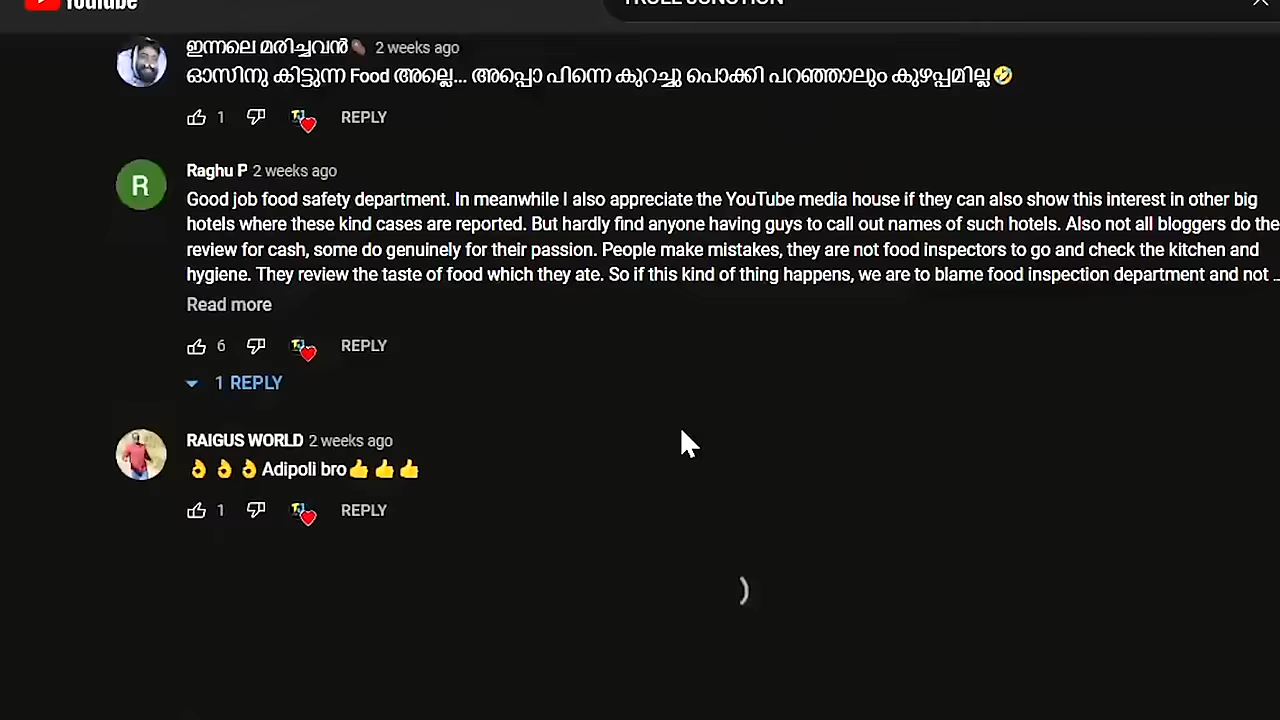 YouTube
TROLL JUNCTION
ഇന്നലെ മരിച്ചവൻ 2 weeks ago
ഓസിനു കിട്ടുന്ന Food അല്ലെ... അപ്പൊ പിന്നെ കുറച്ചു പൊക്കി പറഞ്ഞാലും കുഴപ്പമില്ല🤣
1 REPLY
R
Raghu P 2 weeks ago
Good job food safety department. In meanwhile I also appreciate the YouTube media house if they can also show this interest in other big
hotels where these kind cases are reported. But hardly find anyone having guys to call out names of such hotels. Also not all bloggers do the
review for cash, some do genuinely for their passion. People make mistakes, they are not food inspectors to go and check the kitchen and
hygiene. They review the taste of food which they ate. So if this kind of thing happens, we are to blame food inspection department and not ...
Read more
6 REPLY
1 REPLY
RAIGUS WORLD 2 weeks ago
👌👌👌Adipoli bro👍👍👍
1 REPLY